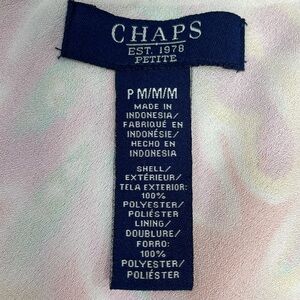 CHAPS
EST. 1978
PETITE
P M/M/M
MADE IN
INDONESIA/
FABRIQUÉ EN
INDONÉSIE/
HECHO EN
INDONESIA
SHELL/
EXTÉRIEUR/
TELA EXTERIOR:
100%
POLYESTER/
POLIÉSTER
LINING/
DOUBLURE/
FORRO:
100%
POLYESTER/
POLIÉSTER